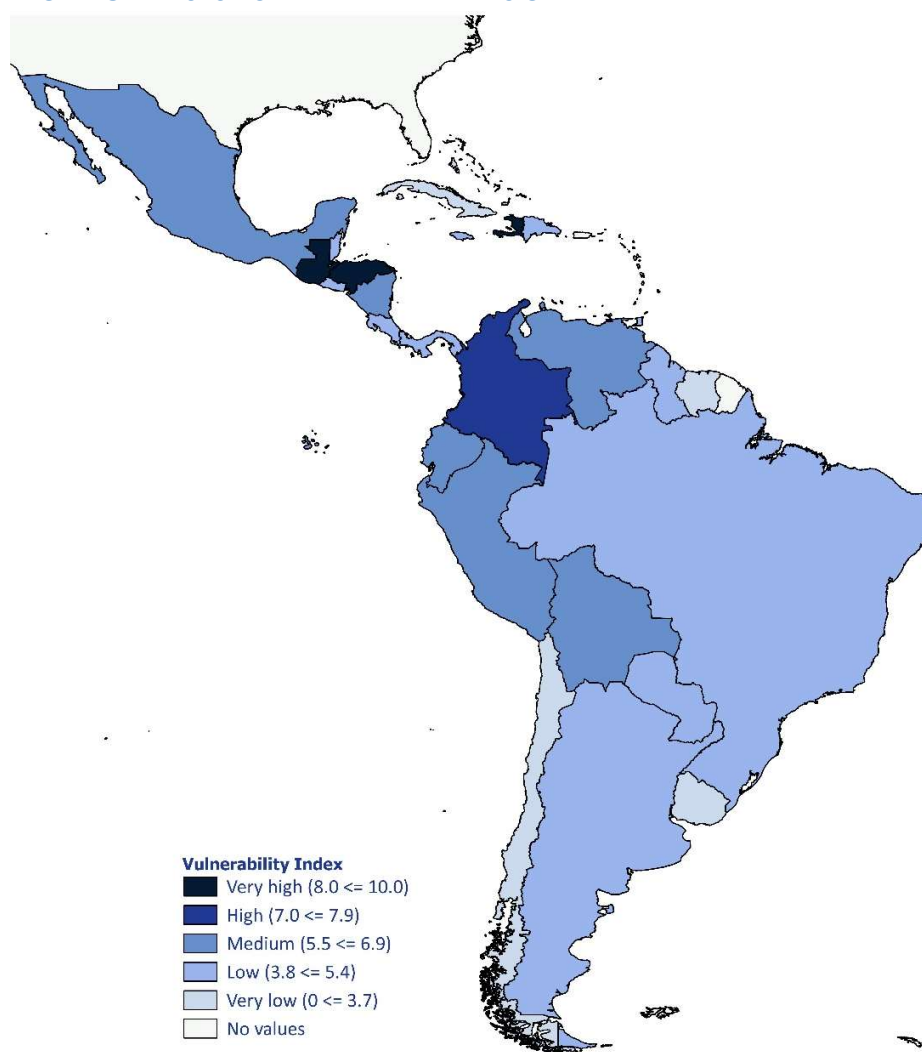 Vulnerability Index
Very high (8.0 <= 10.0)
High (7.0 <= 7.9)
Medium (5.5 <= 6.9)
Low (3.8 <= 5.4)
Very low (0 <= 3.7)
No values